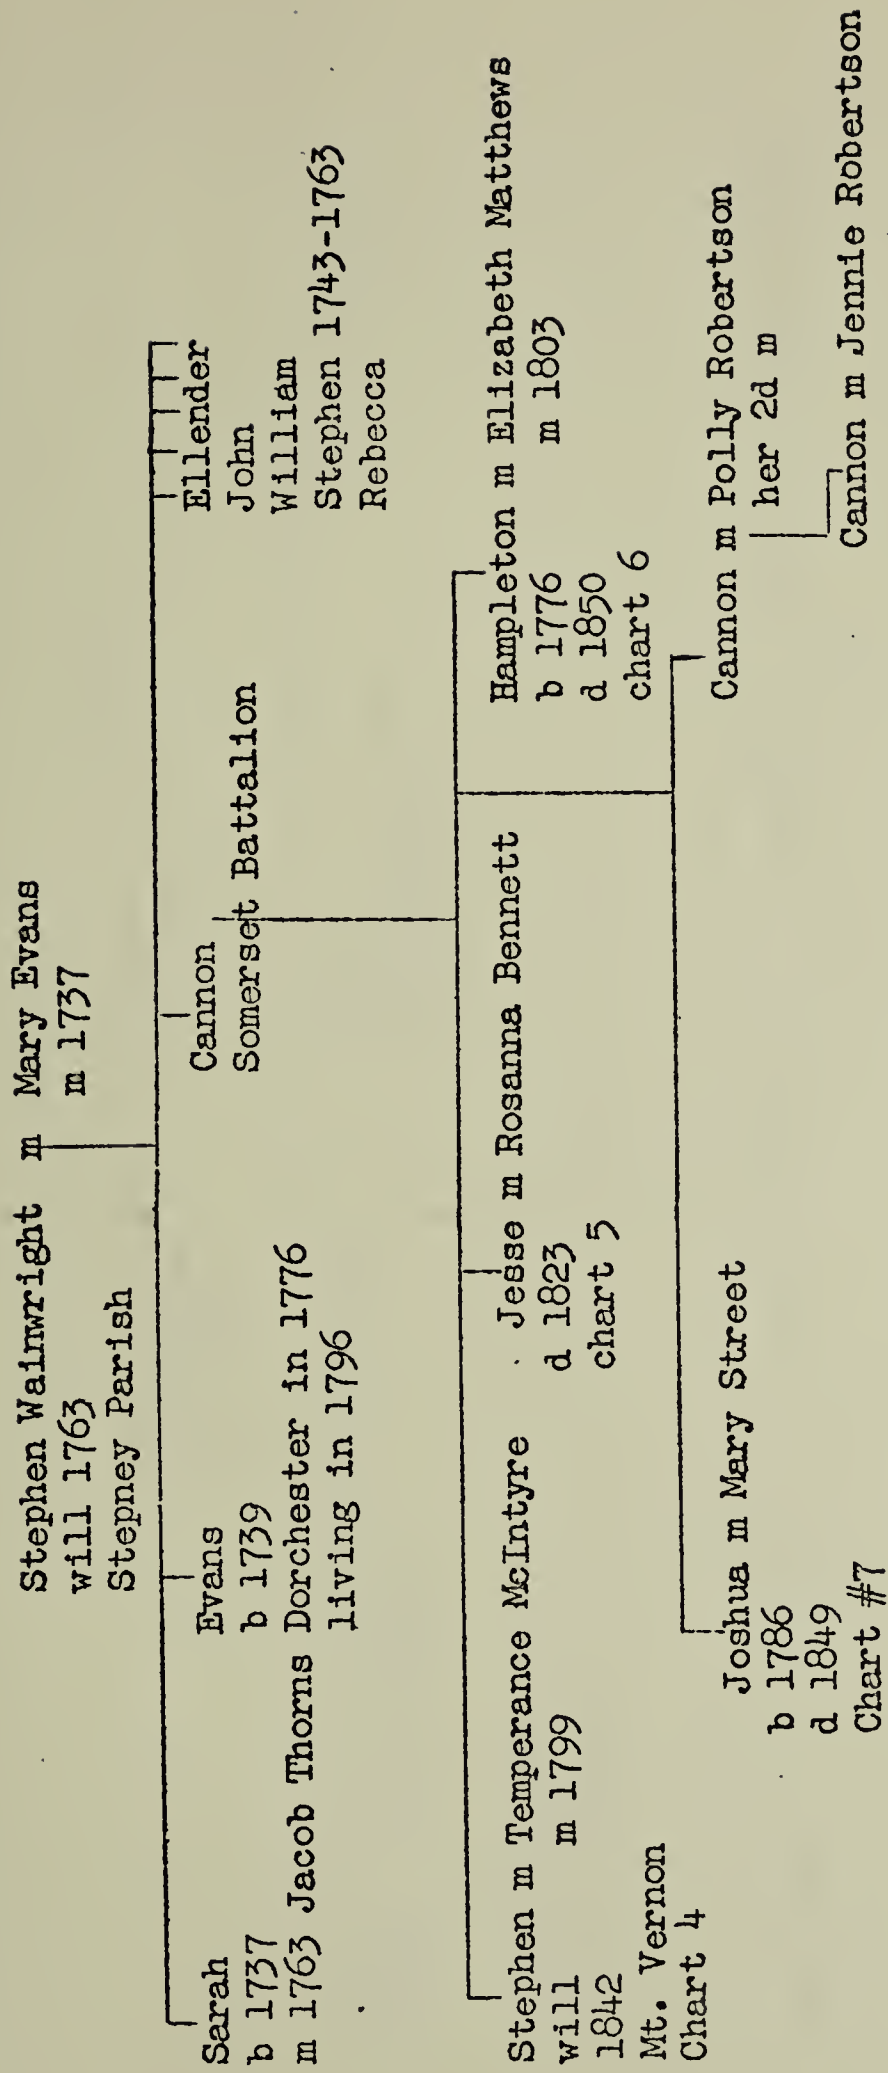 Stephen Wainwright m Mary Evans
will 1763 m 1737
Stepney Parish
Sarah
b 1737
m 1763 Jacob Thorns
Evans
b 1739
Dorchester in 1776
living in 1796
Cannon
Somerset Battalion
Ellender
John
William
Stephen 1743-1763
Rebecca
Stephen m Temperance McIntyre
will m 1799
1842
Mt. Vernon
Chart 4
Jesse m Rosanna Bennett
d 1823
chart 5
Hampleton m Elizabeth Matthews
b 1776 m 1803
d 1850
chart 6
Joshua m Mary Street
b 1786
d 1849
Chart #7
Cannon m Polly Robertson
her 2d m
Cannon m Jennie Robertson